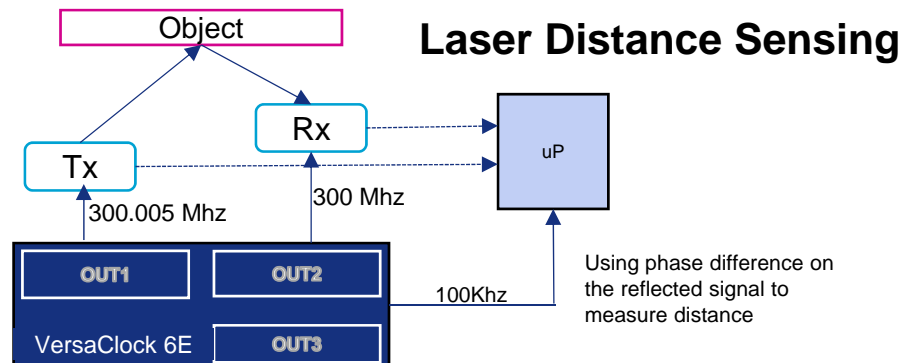 Object
Laser Distance Sensing
Rx
Tx
uP
300.005 Mhz
300 Mhz
OUT1
OUT2
100Khz
Using phase difference on
the reflected signal to
measure distance
VersaClock 6E
OUT3